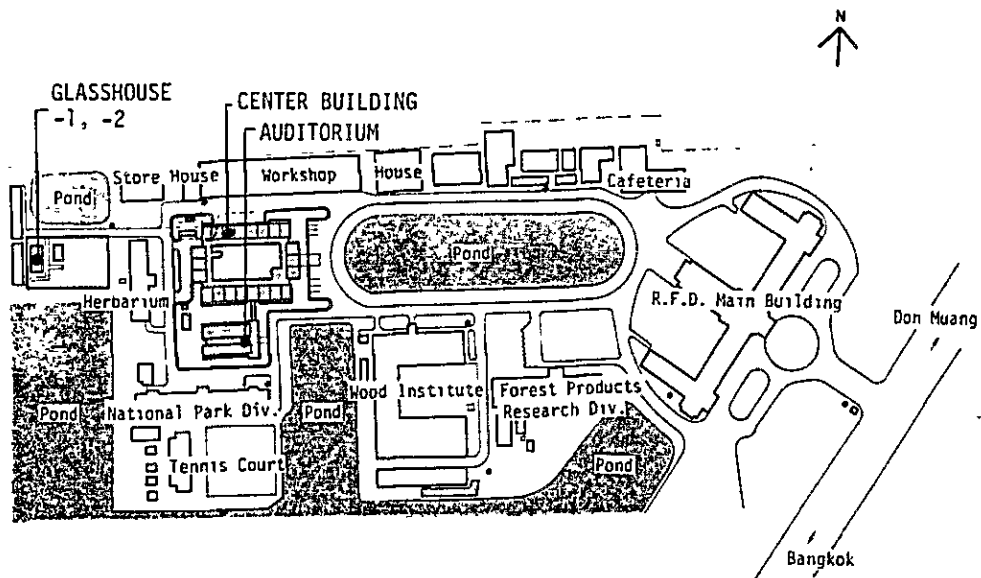 N
GLASSHOUSE
-1, -2
CENTER BUILDING
AUDITORIUM
Store House
Workshop
House
Cafeteria
Pond
Pond
Herbarium
R.F.D. Main Building
Don Muang
Wood Institute
Forest Products
Research Div.
Pond
National Park Div.
Pond
Tennis Court
Pond
Bangkok